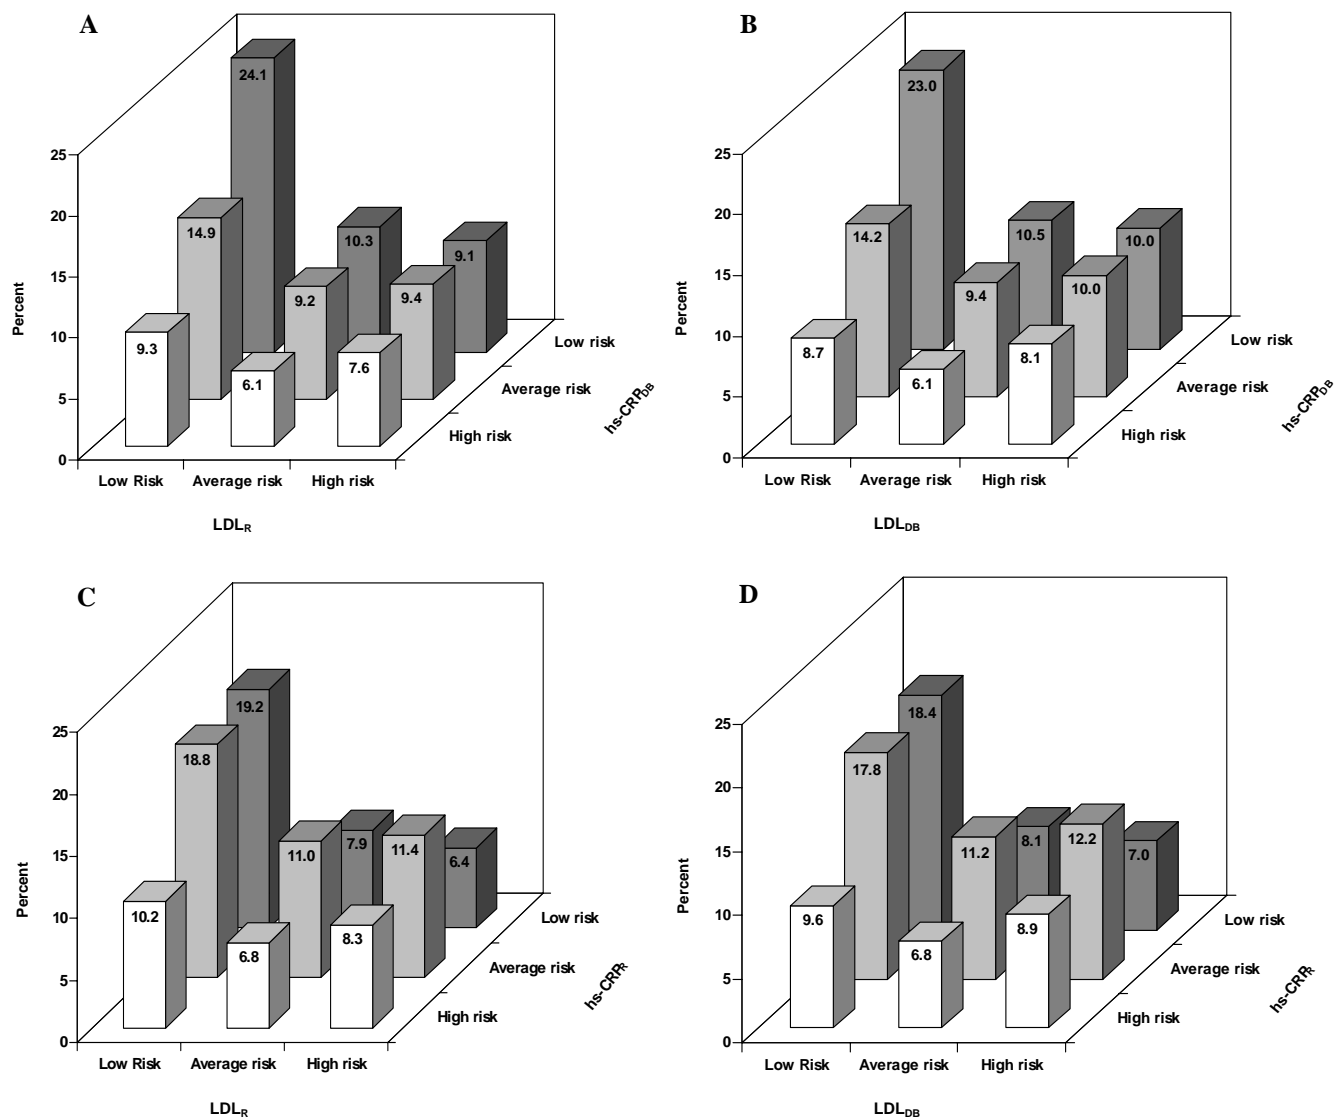 A
B
24.1
23.0
25
25
14.9
14.2
20
20
10.3
9.1
10.5
10.0
15
15
9.2
9.4
9.4
10.0
Percent
Percent
10
10
9.3
6.1
7.6
8.7
6.1
8.1
Low risk
Low risk
Average risk
Average risk
5
5
hs-CRPDB
hs-CRPDB
High risk
High risk
0
0
Low Risk Average risk High risk
Low Risk Average risk High risk
LDLR
LDLDB
C
D
19.2
18.4
25
25
18.8
17.8
20
20
11.0
7.9
11.4
6.4
11.2
8.1
12.2
7.0
15
15
Percent
Percent
10
10
10.2
6.8
8.3
9.6
6.8
8.9
Low risk
Low risk
Average risk
Average risk
5
5
hs-CRPR
hs-CRPR
High risk
High risk
0
0
Low Risk Average risk High risk
Low Risk Average risk High risk
LDLR
LDLDB